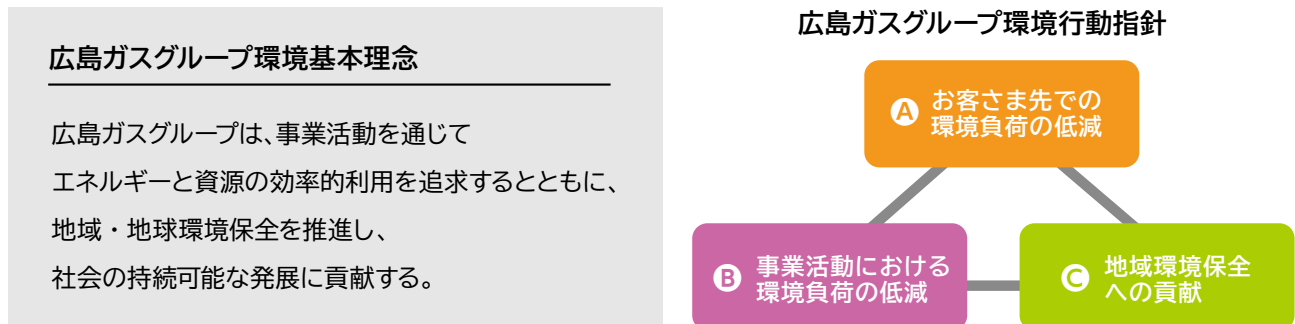 広島ガスグループ環境基本理念
広島ガスグループは、事業活動を通じて
エネルギーと資源の効率的利用を追求するとともに、
地域・地球環境保全を推進し、
社会の持続可能な発展に貢献する。
広島ガスグループ環境行動指針
A お客さま先での
環境負荷の低減
B 事業活動における
環境負荷の低減
C 地域環境保全
への貢献